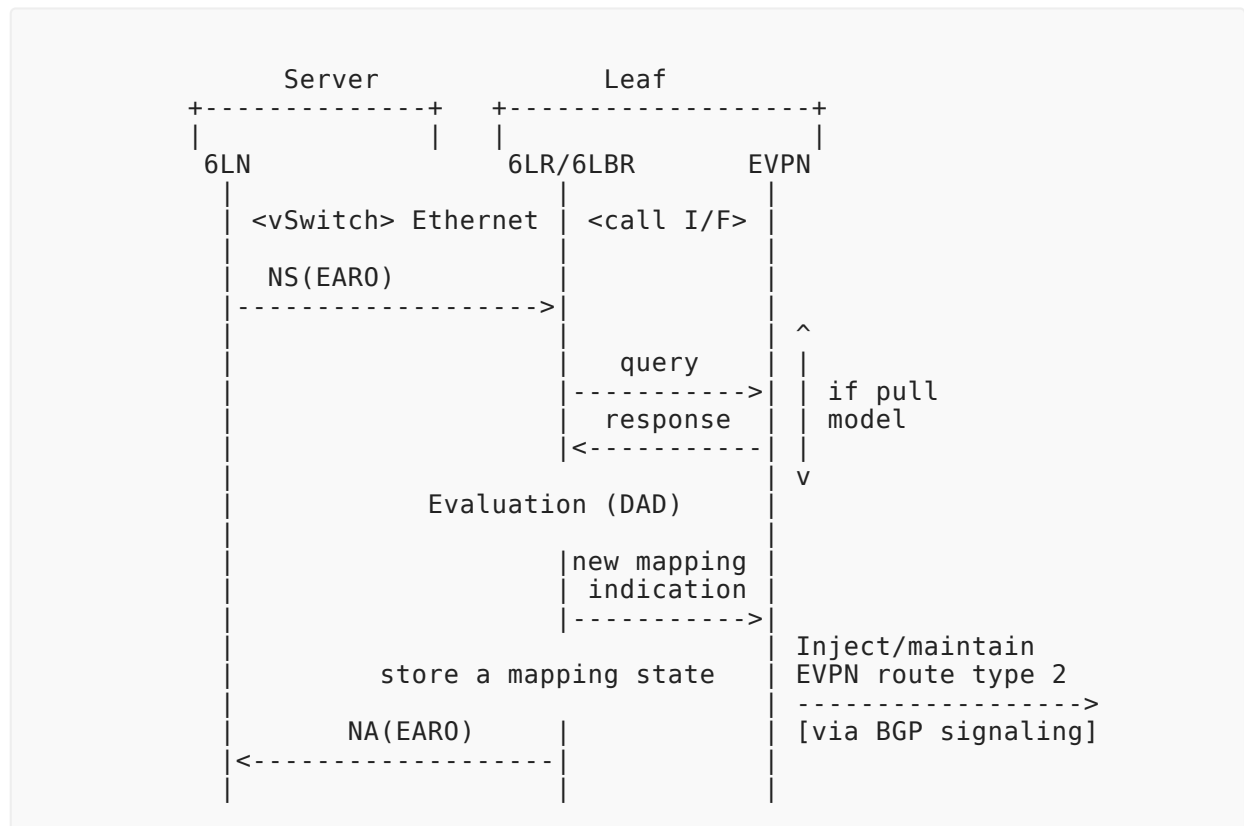 Server Leaf
+--------------+ +-------------------+
| | | |
6LN 6LR/6LBR EVPN
| | |
| <vSwitch> Ethernet | <call I/F> |
| | |
| NS(EARO) | |
|-------------------->| |
| | | ^
| | query | |
| |------------>| | if pull
| | response | | model
| |<------------| |
| | v
| Evaluation (DAD) |
| |
| |new mapping |
| | indication |
| |------------>|
| | Inject/maintain
| store a mapping state | EVPN route type 2
| | ------------------->
| NA(EARO) | | [via BGP signaling]
|<--------------------| |
| | |